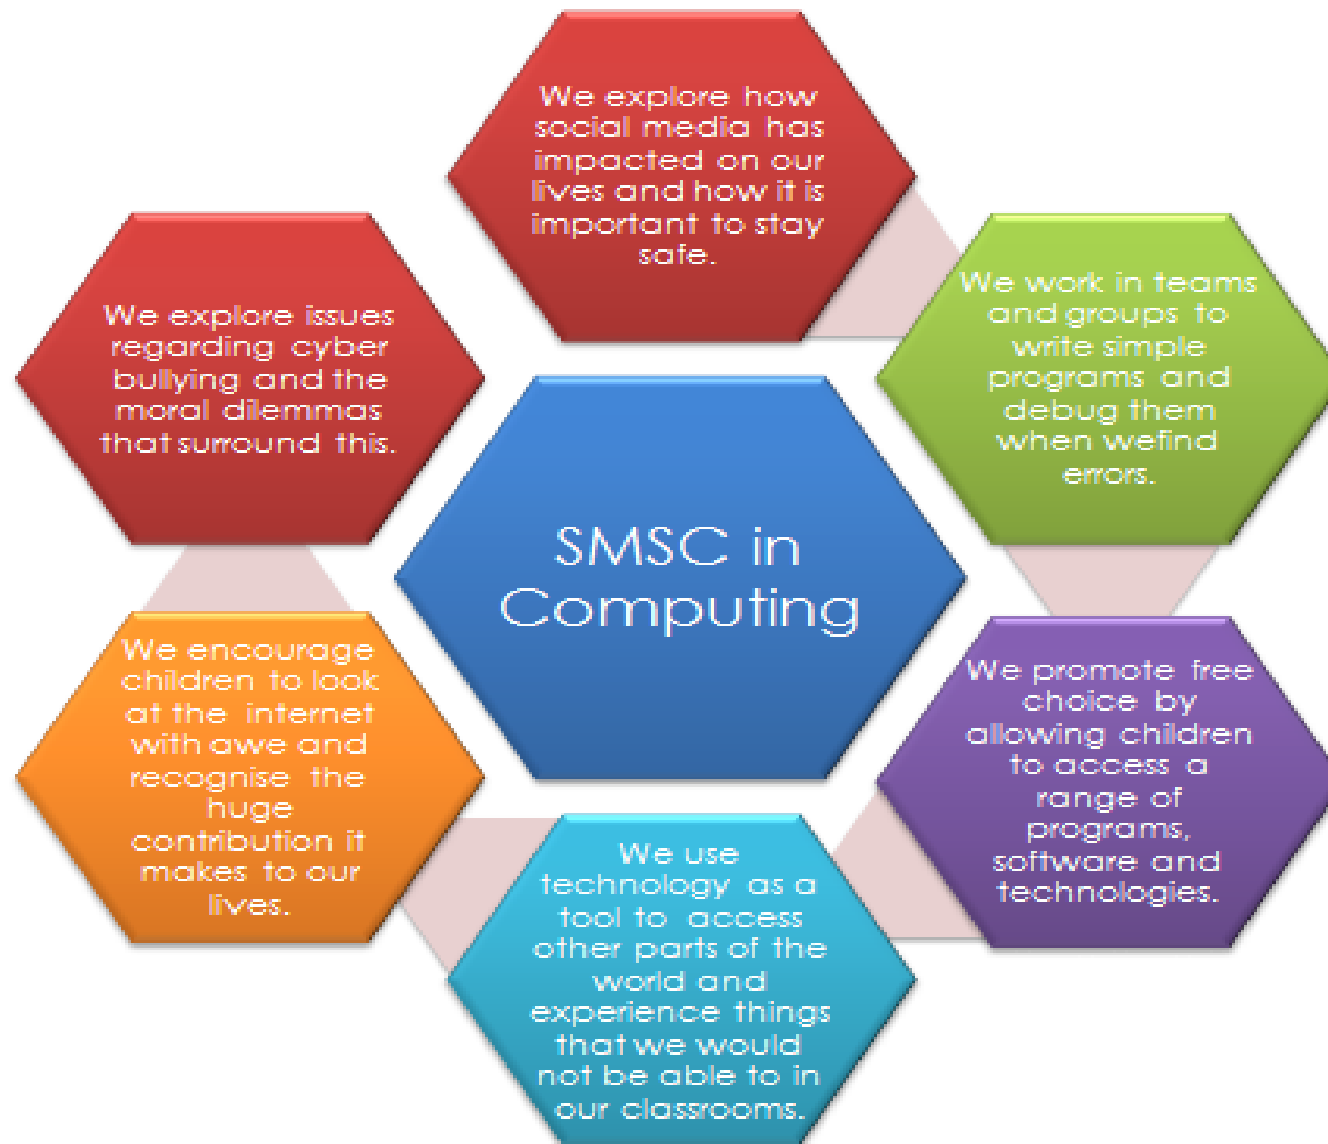 We explore how
social media has
impacted on our
lives and how it is
important to stay
safe.
We work in teams
and groups to
write simple
programs and
debug them
when wefind
errors.
We promote free
choice by
allowing children
to access a
range of
programs,
software and
technologies.
We use
technology as a
tool to access
other parts of the
world and
experience things
that we would
not be able to in
our classrooms.
We encourage
children to look
at the internet
with awe and
recognise the
huge
contribution it
makes to our
lives.
We explore issues
regarding cyber
bullying and the
moral dilemmas
that surround this.
SMSC in
Computing